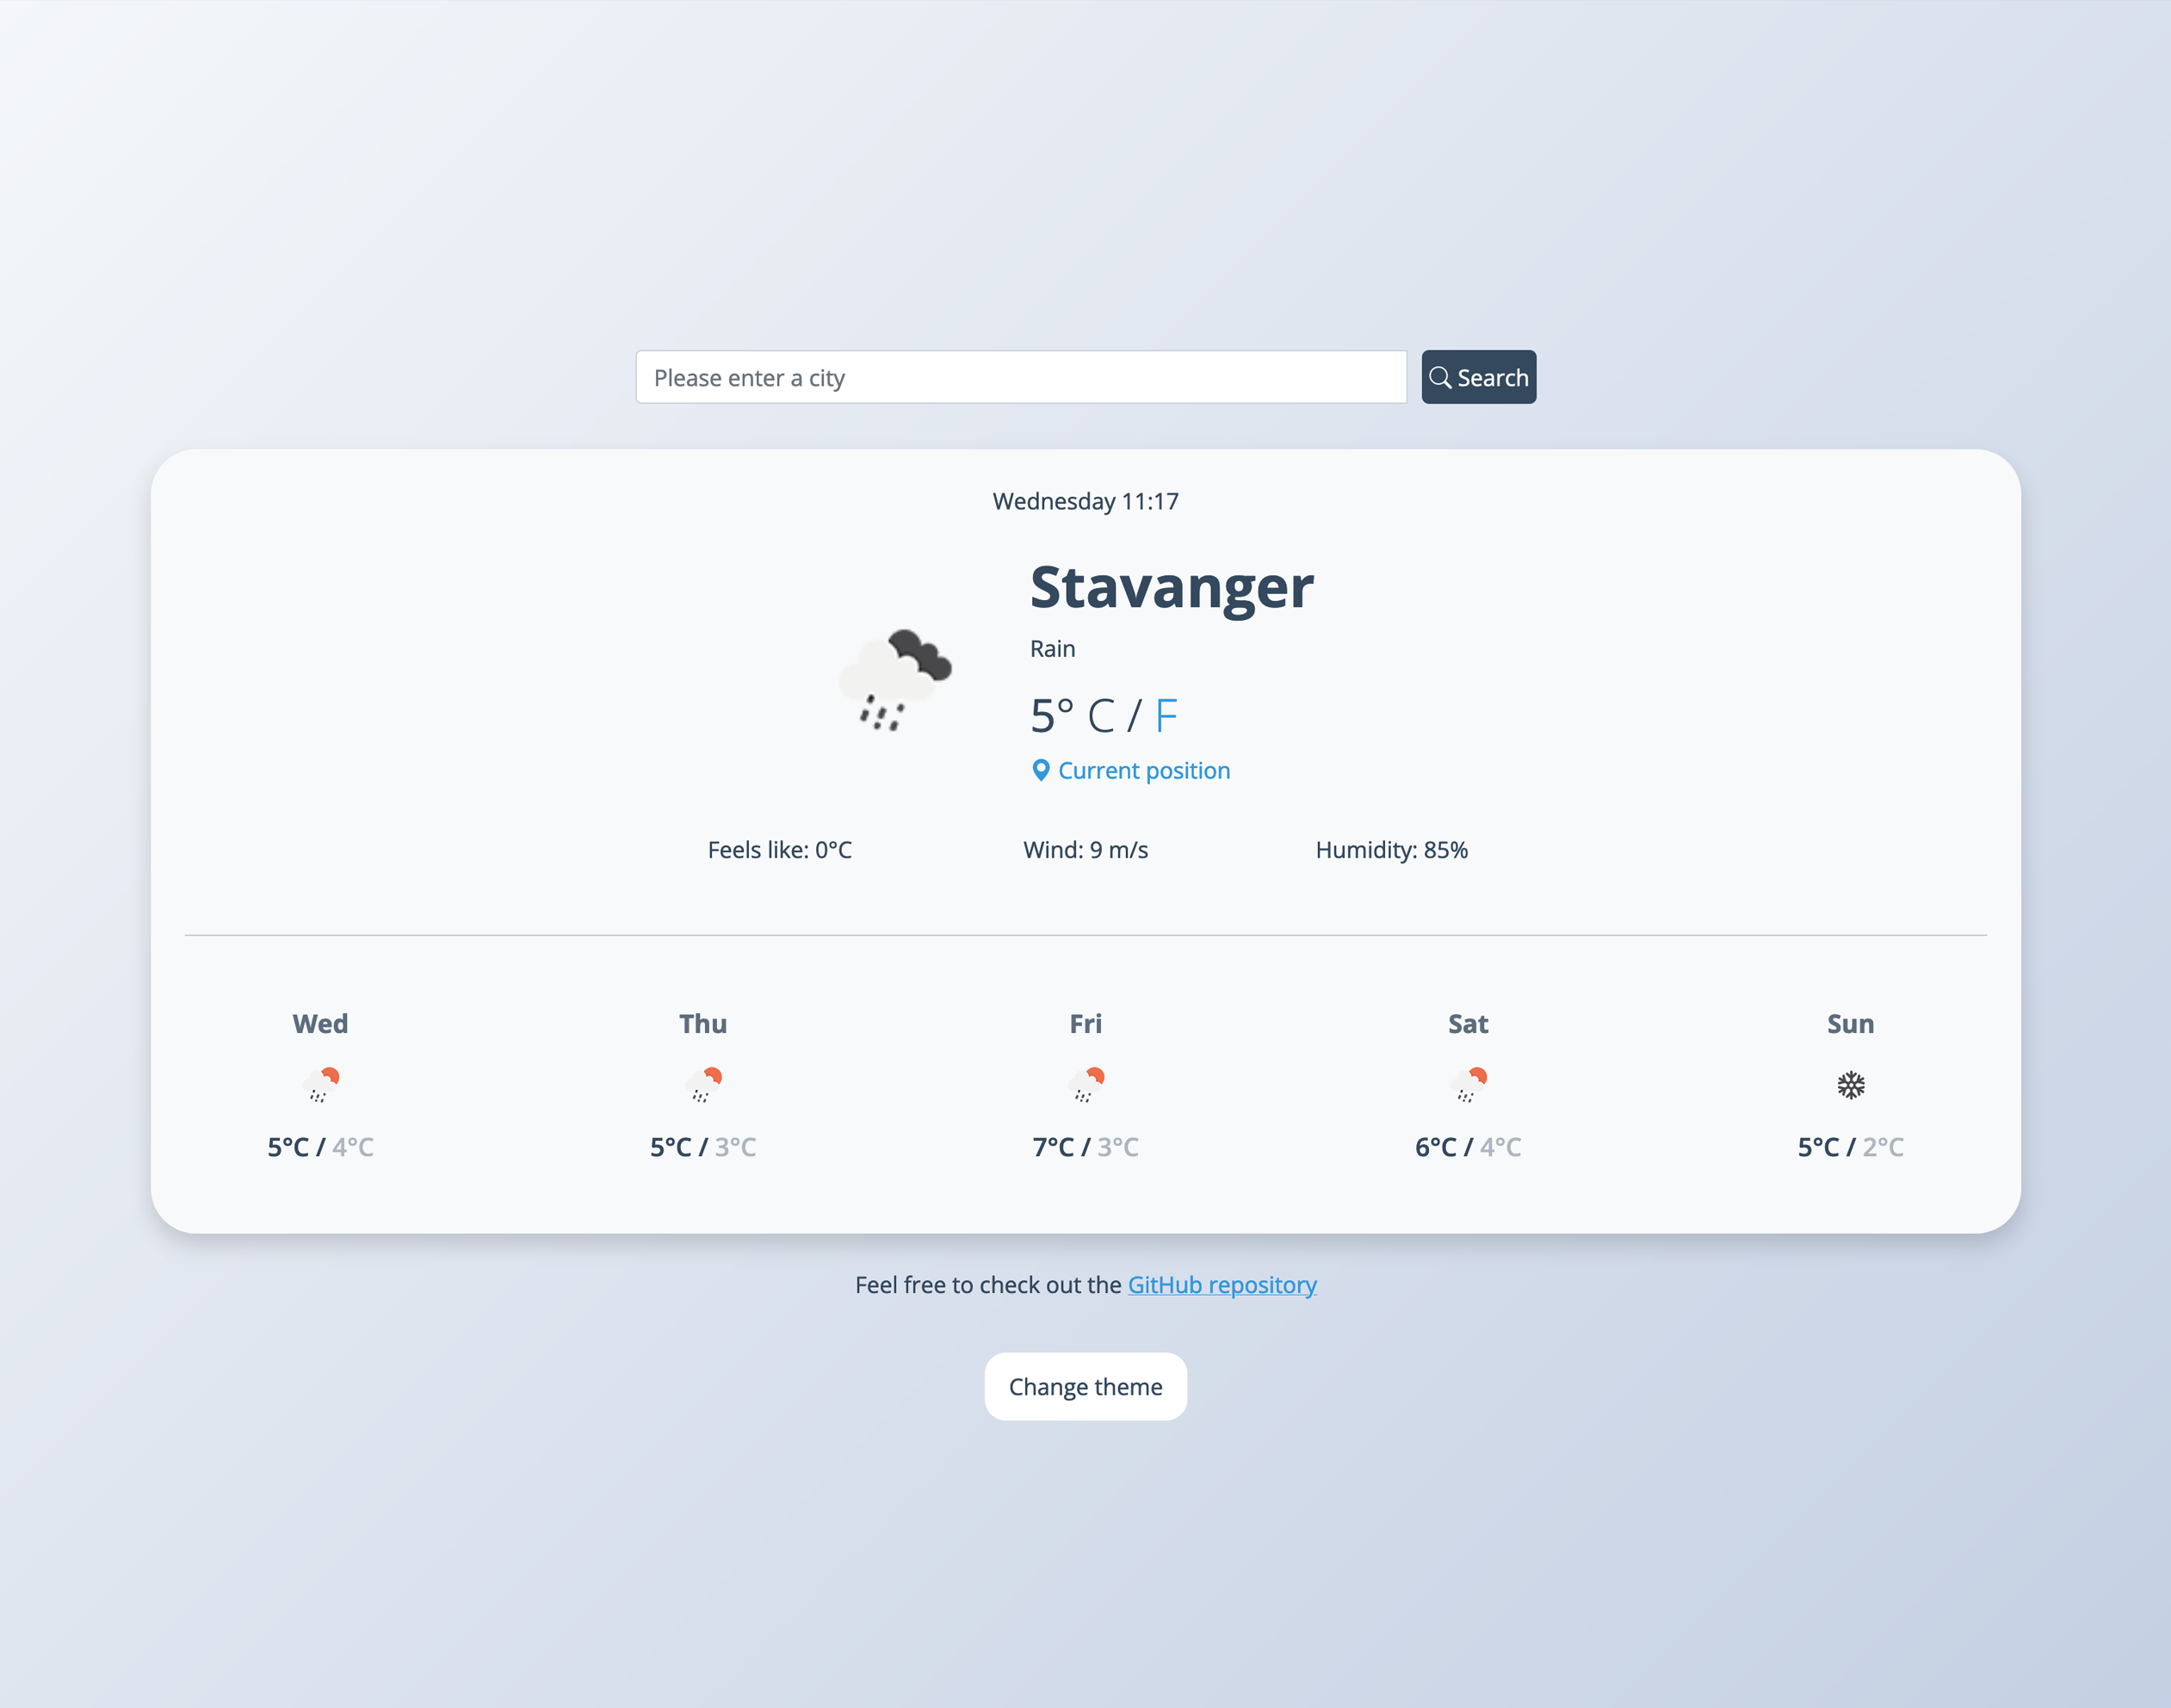 Please enter a city
Search
Wednesday 11:17
Stavanger
Rain
5° C / F
Current position
Feels like: 0°C Wind: 9 m/s Humidity: 85%
Wed Thu Fri Sat Sun
5°C / 4°C 5°C / 3°C 7°C / 3°C 6°C / 4°C 5°C / 2°C
Feel free to check out the GitHub repository
Change theme